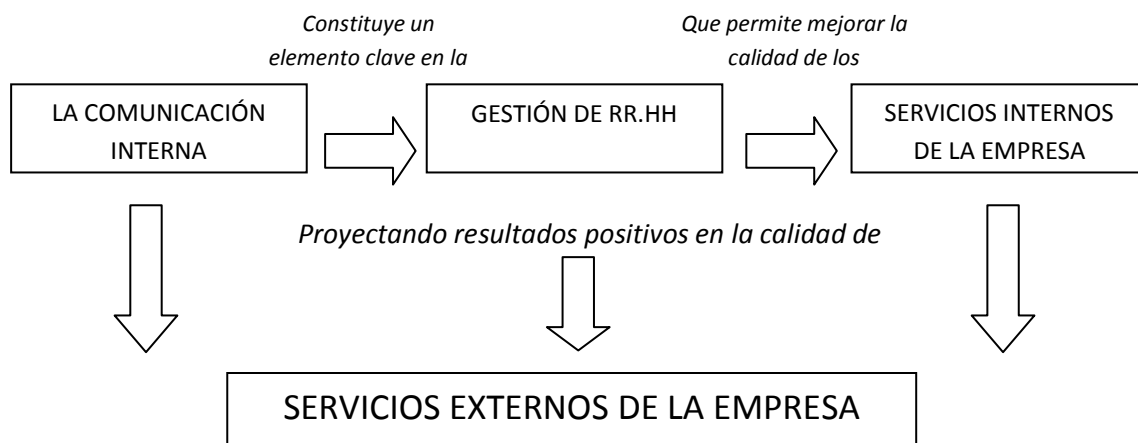 Constituye un
elemento clave en la
Que permite mejorar la
calidad de los
LA COMUNICACIÓN
INTERNA
GESTIÓN DE RR.HH
SERVICIOS INTERNOS
DE LA EMPRESA
Proyectando resultados positivos en la calidad de
SERVICIOS EXTERNOS DE LA EMPRESA